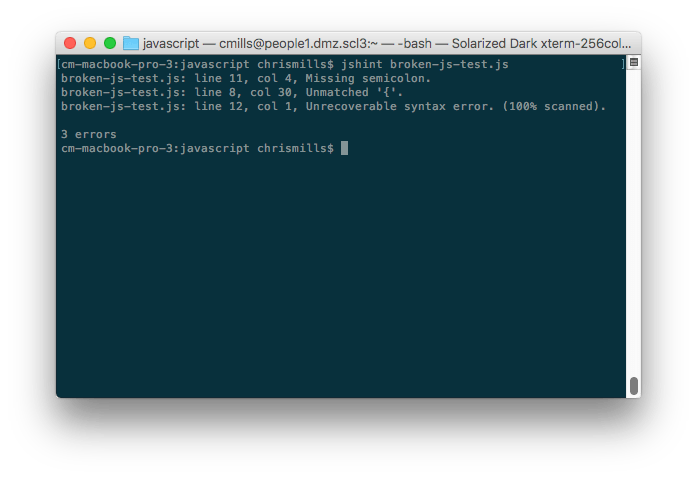 javascript — cmills@people1.dmz.scl3:~ — -bash — Solarized Dark xterm-256col...
[cm-macbook-pro-3:javascript chrismills$ jshint broken-js-test.js ]
broken-js-test.js: line 11, col 4, Missing semicolon.
broken-js-test.js: line 8, col 30, Unmatched '{'.
broken-js-test.js: line 12, col 1, Unrecoverable syntax error. (100% scanned).
3 errors
cm-macbook-pro-3:javascript chrismills$